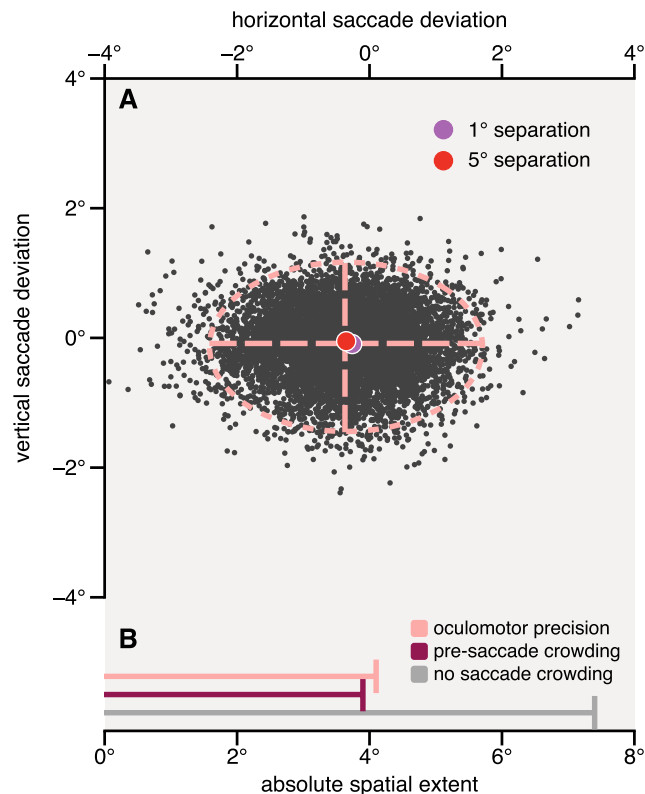 horizontal saccade deviation
−4° −2° 0° 2° 4°
4°
A
1° separation
5° separation
2°
vertical saccade deviation
0°
−2°
−4°
B
oculomotor precision
pre-saccade crowding
no saccade crowding
0° 2° 4° 6° 8°
absolute spatial extent